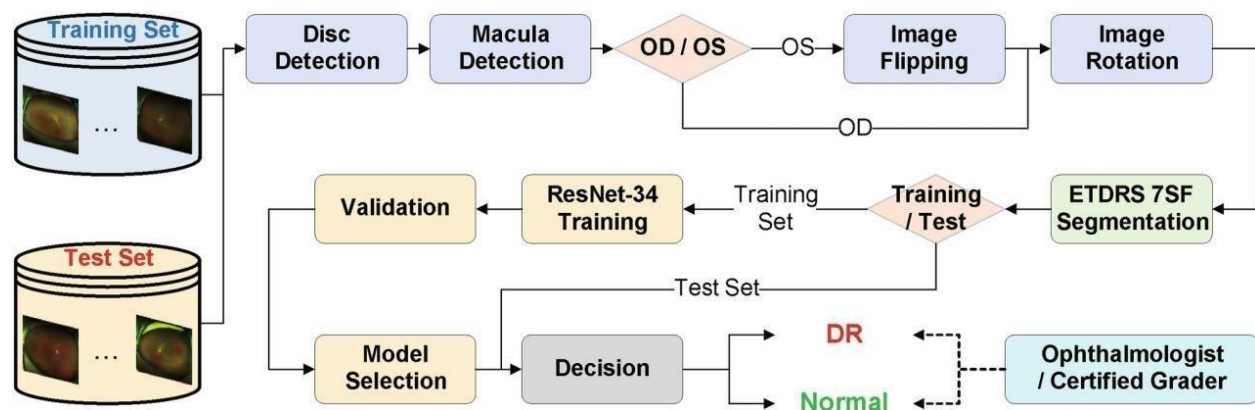 Training Set
...
Disc
Detection
Macula
Detection
OD / OS
OS
Image
Flipping
Image
Rotation
OD
Validation
ResNet-34
Training
Training
Set
Training
/ Test
ETDRS 7SF
Segmentation
Test Set
...
Test Set
Model
Selection
Decision
DR
Normal
Ophthalmologist
/ Certified Grader